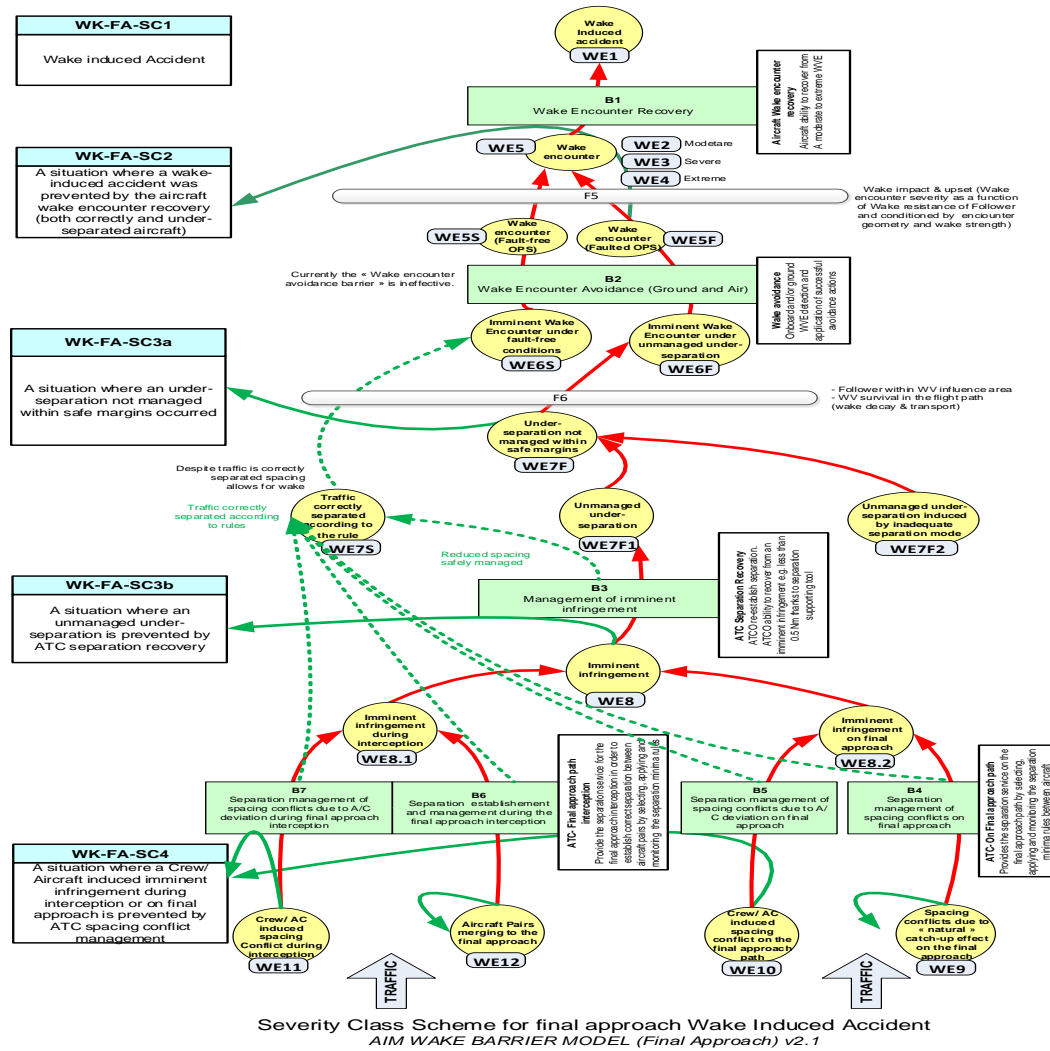 WK-FA-SC1
Wake induced Accident
Wake
Induced
accident
WE1
B1
Wake Encounter Recovery
Aircraft Wake encounter
recovery
Aircraft ability to recover from
A moderate to extreme WVE
WK-FA-SC2
A situation where a wake-
induced accident was
prevented by the aircraft
wake encounter recovery
(both correctly and under-
separated aircraft)
WE5
Wake
encounter
WE2 Modetare
WE3 Severe
WE4 Extreme
F5
Wake impact & upset (Wake
encounter severity as a function
of Wake resistance of Follower
and conditioned by enciounter
geometry and wake strength)
WE5S
Wake
encounter
(Fault-free
OPS)
Wake
encounter
(Faulted OPS)
WE5F
Currently the « Wake encounter
avoidance barrier » is ineffective.
B2
Wake Encounter Avoidance (Ground and Air)
Wake avoidance
Onboard and/or ground
WVE detection and
application of successful
avoidance actions
Imminent Wake
Encounter under
fault-free
conditions
WE6S
Imminent Wake
Encounter under
unmanaged under-
separation
WE6F
WK-FA-SC3a
A situation where an under-
separation not managed
within safe margins occurred
F6
- Follower within WV influence area
- WV survival in the flight path
(wake decay & transport)
Under-
separation not
managed within
safe margins
WE7F
Despite traffic is correctly
separated spacing
allows for wake
Traffic correctly
separated according
to rules
Traffic
correctly
separated
according to
the rule
WE7S
Unmanaged
under-
separation
WE7F1
Unmanaged under-
separation induced
by inadequate
separation mode
WE7F2
Reduced spacing
safely managed
WK-FA-SC3b
A situation where an
unmanaged under-
separation is prevented by
ATC separation recovery
B3
Management of imminent
infringement
ATC Separation Recovery
ATCO re-establish separation.
ATCO ability to recover from an
imminent infringement e.g. less than
0.5 Nm thanks to separation
supporting tool
Imminent
infringement
WE8
Imminent
infringement
during
interception
WE8.1
Imminent
infringement
on final
approach
WE8.2
B7
Separation management of
spacing conflicts due to A/C
deviation during final approach
interception
B6
Separation establisement
and management during the
final approach interception
ATC- Final approach path
interception
Provide the separation service for the
final approach interception in order to
establish correct separation between
aircraft pairs by selecting, applying and
monitoring the separation minima rules
B5
Separation management of
spacing conflicts due to A/
C deviation on final
approach
B4
Separation
management of
spacing conflicts on
final approach
ATC-On Final approach path
Provides the separation service on the
final approach path by selecting,
applying and monitoring the separation
minima rules between aircraft
WK-FA-SC4
A situation where a Crew/
Aircraft induced imminent
infringement during
interception or on final
approach is prevented by
ATC spacing conflict
management
Crew/ AC
induced
spacing
Conflict during
interception
WE11
Aircraft Pairs
merging to the
final approach
WE12
Crew/ AC
induced spacing
conflict on the
final approach
path
WE10
Spacing
conflicts due to
« natural »
catch-up effect
on the final
approach
WE9
TRAFFIC
TRAFFIC
Severity Class Scheme for final approach Wake Induced Accident
AIM WAKE BARRIER MODEL (Final Approach) v2.1